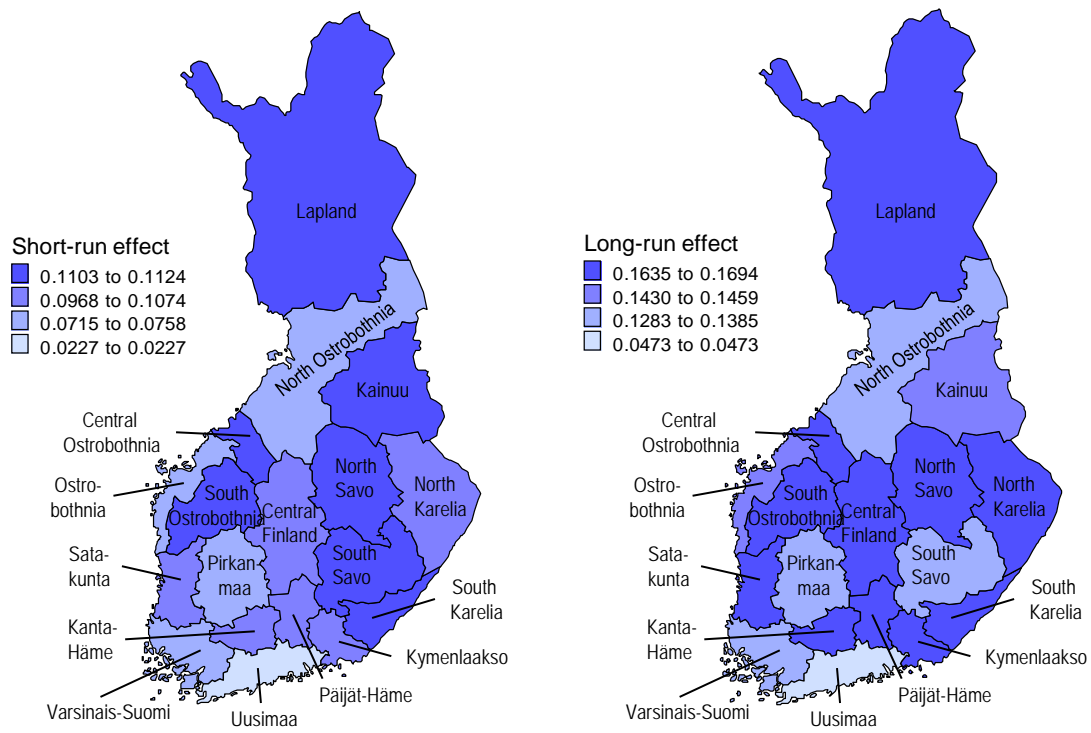 Lapland
Short-run effect
0.1103 to 0.1124
0.0968 to 0.1074
0.0715 to 0.0758
0.0227 to 0.0227
North Ostrobothnia
Kainuu
Central
Ostrobothnia
North
Savo
North
Karelia
Ostro-
bothnia
South
Ostrobothnia
Central
Finland
Sata-
kunta
Pirkan-
maa
South
Savo
South
Karelia
Kanta-
Häme
Kymenlaakso
Päijät-Häme
Varsinais-Suomi
Uusimaa
Lapland
Long-run effect
0.1635 to 0.1694
0.1430 to 0.1459
0.1283 to 0.1385
0.0473 to 0.0473
North Ostrobothnia
Kainuu
Central
Ostrobothnia
North
Savo
North
Karelia
Ostro-
bothnia
South
Ostrobothnia
Central
Finland
Sata-
kunta
Pirkan-
maa
South
Savo
South
Karelia
Kanta-
Häme
Kymenlaakso
Päijät-Häme
Varsinais-Suomi
Uusimaa